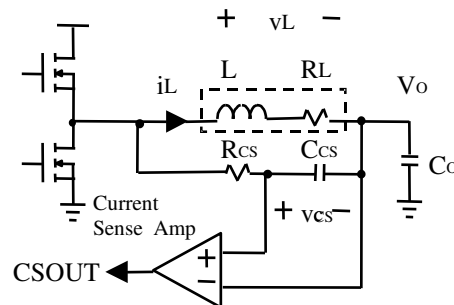 + vL −
iL L RL VO
RCS CCS CO
+ vcs −
Current
Sense Amp
+
−
CSOUT